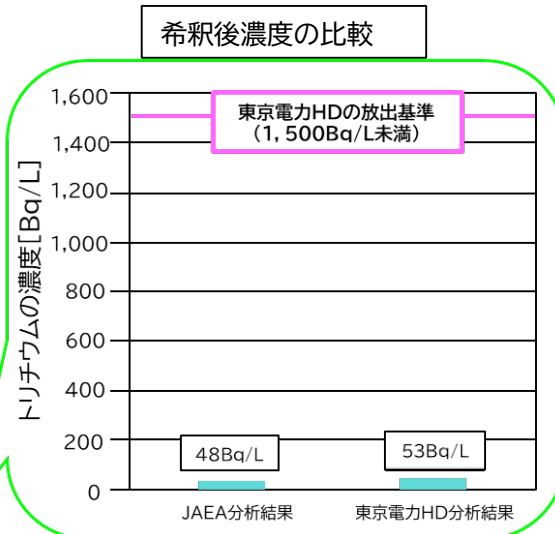 希釈後濃度の比較
1,600
東京電力HDの放出基準
(1,500Bq/L未満)
1,400
1,200
1,000
800
600
400
200
0
トリチウムの濃度[Bq/L]
48Bq/L
53Bq/L
JAEA分析結果
東京電力HD分析結果